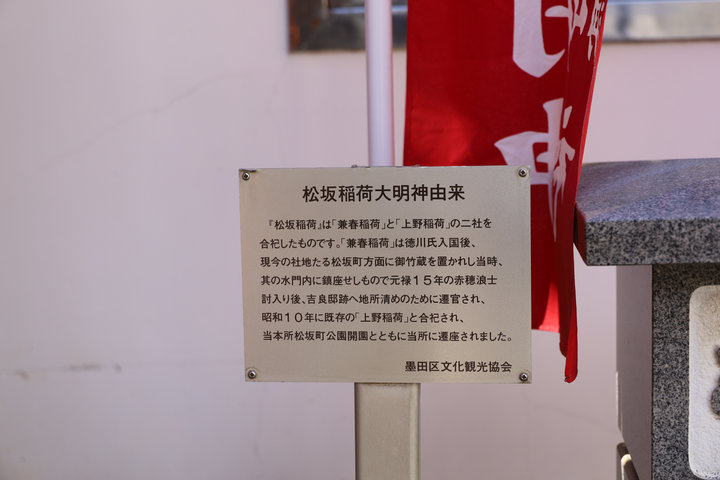 松坂稲荷大明神由来
『松坂稲荷』は「兼春稲荷」と「上野稲荷」の二社を
合祀したものです。「兼春稲荷」は徳川氏入国後、
現今の社地たる松坂町方面に御竹蔵を置かれし当時、
其の水門内に鎮座せしもので元禄１５年の赤穂浪士
討入り後、吉良邸跡へ地所清めのために遷宮され、
昭和１０年に既存の「上野稲荷」と合祀され、
当本所松坂町公園開園とともに当所に遷座されました。
墨田区文化観光協会